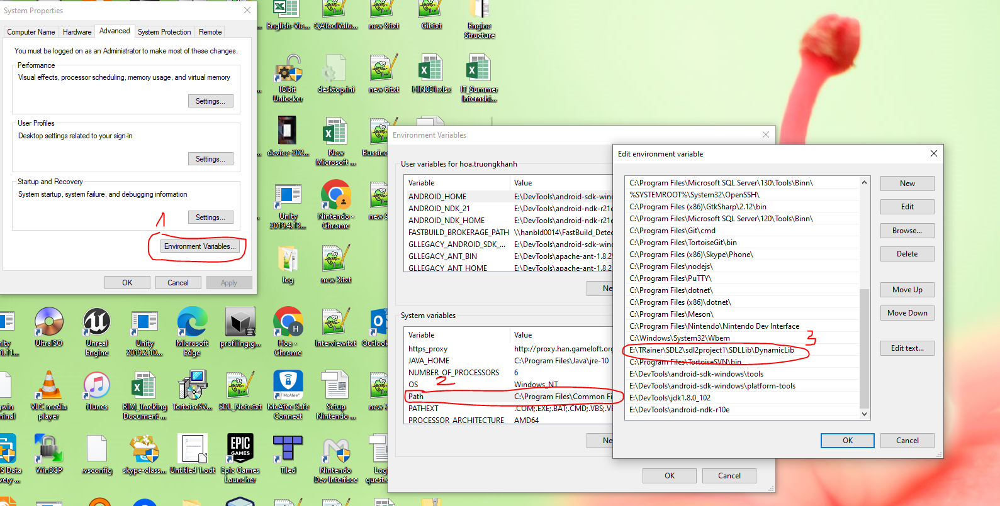 System Properties
Computer Name
Hardware
Advanced
System Protection
Remote
You must be logged on as an Administrator to make most of these changes.
Performance
Visual effects, processor scheduling, memory usage, and virtual memory
Settings...
User Profiles
Desktop settings related to your sign-in
Settings...
Startup and Recovery
System startup, system failure, and debugging information
Settings...
1
Environment Variables...
OK
Cancel
Apply
English-Vie...
QAToolValu...
new 8.txt
Git.txt
Engine
Structure
IObit
Unlocker
desktop.ini
new 6.txt
HIN031.xlsx
IT_Summer
Internshi...
device-202...
New
Microsoft ...
Bussine
Unity
2019.4.13...
Nintendo -
Chrome
new 9
log
new 3.txt
UltraISO
Unreal
Engine
Unity
2019.2.10...
Microsoft
Edge
profiling.g...
Hoa -
Chrome
Interview.txt
Outlook
VLC media
player
iTunes
RIM_Tracking
Document ...
TortoiseSV...
SDL_Note.txt
McAfee Safe
Connect
Setup
Nintendo ...
new 7
WinSCP
.vsconfig
skype-class...
Untitled 1.odt
Epic Games
Launcher
Tiled
Nintendo
Dev Interface
Log
quest.r
Environment Variables
User variables for hoa.truongkhanh
Variable Value
ANDROID_HOME E:\DevTools\android-sdk-wind
ANDROID_NDK_21 E:\DevTools\android-ndk-r21e
ANDROID_NDK_HOME E:\DevTools\android-ndk-r21e
FASTBUILD_BROKERAGE_PATH \\hanbld0014\FastBuild_Detec
GLLEGACY_ANDROID_SDK_... E:\DevTools\android-sdk-wind
GLLEGACY_ANT_BIN E:\DevTools\apache-ant-1.8.2\
GLLEGACY_ANT_HOME E:\DevTools\apache-ant-1.8.2
Ne
System variables
Variable Value
https_proxy http://proxy.han.gameloft.org
JAVA_HOME C:\Program Files\Java\jre-10
NUMBER_OF_PROCESSORS 6
OS 2 Windows_NT
Path C:\Program Files\Common Fi
PATHEXT .COM;.EXE;.BAT;.CMD;.VBS;.VE
PROCESSOR_ARCHITECTURE AMD64
Ne
OK
Cancel
Edit environment variable
C:\Program Files\Microsoft SQL Server\130\Tools\Binn\
%SYSTEMROOT%\System32\OpenSSH\
C:\Program Files (x86)\GtkSharp\2.12\bin
C:\Program Files\Microsoft SQL Server\120\Tools\Binn\
C:\Program Files\Git\cmd
C:\Program Files\TortoiseGit\bin
C:\Program Files (x86)\Skype\Phone\
C:\Program Files\nodejs\
C:\Program Files\PuTTY\
C:\Program Files\dotnet\
C:\Program Files (x86)\dotnet\
C:\Program Files\Meson\
C:\Program Files\Nintendo\Nintendo Dev Interface
C:\Windows\System32\Wbem
3
E:\TRainer\SDL2\sdl2project1\SDLLib\DynamicLib
C:\Program Files\TortoiseSVN\bin
E:\DevTools\android-sdk-windows\tools
E:\DevTools\android-sdk-windows\platform-tools
E:\DevTools\jdk1.8.0_102
E:\DevTools\android-ndk-r10e
New
Edit
Browse...
Delete
Move Up
Move Down
Edit text...
OK
Cancel